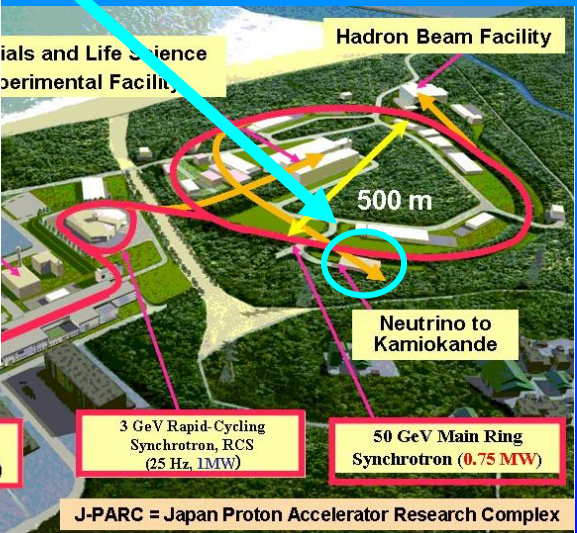 Hadron Beam Facility
ials and Life Science
perimental Facility
500 m
Neutrino to
Kamiokande
3 GeV Rapid-Cycling
Synchrotron, RCS
(25 Hz, 1MW)
50 GeV Main Ring
Synchrotron (0.75 MW)
)
J-PARC = Japan Proton Accelerator Research Complex